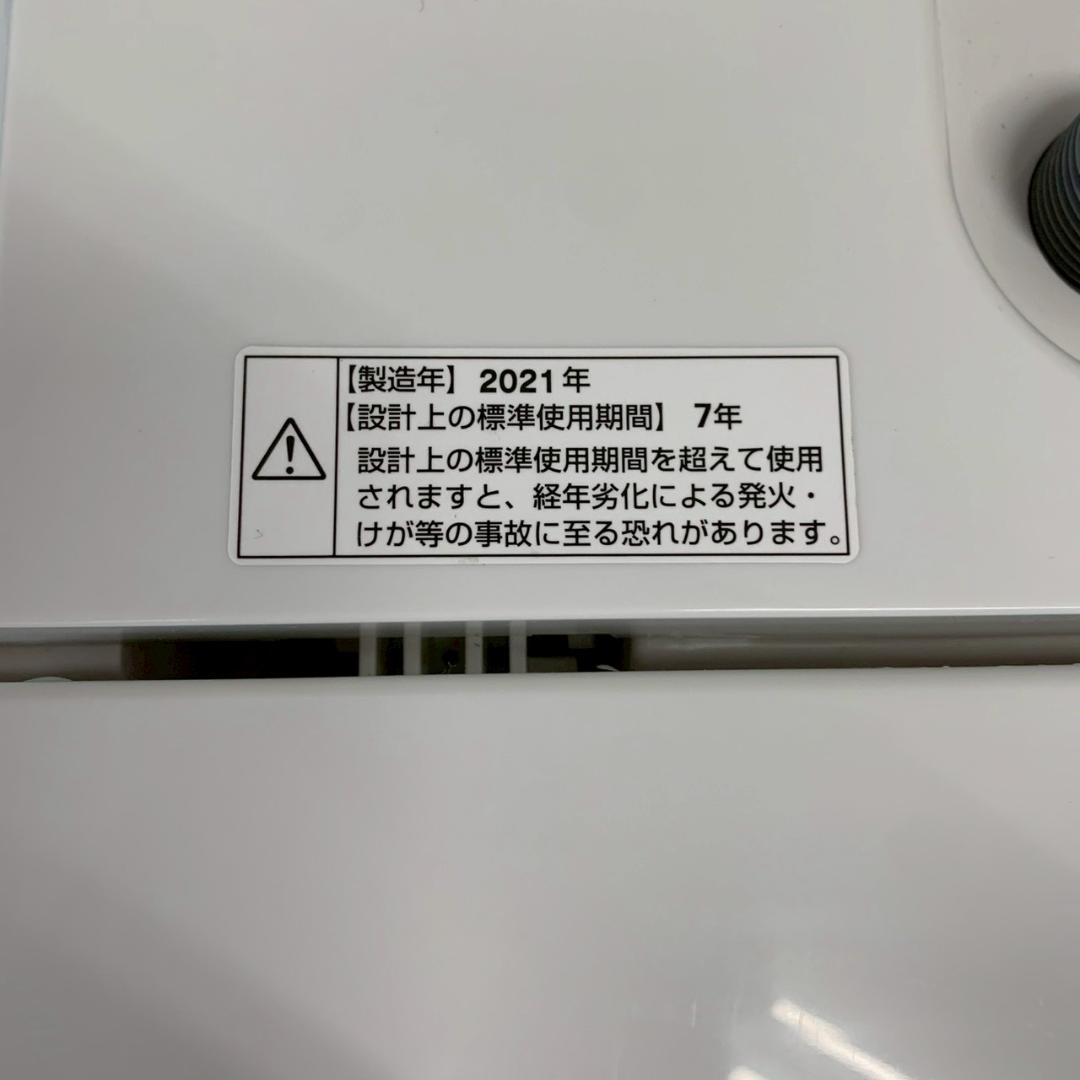 【製造年】 2021年
【設計上の標準使用期間】 7年
設計上の標準使用期間を超えて使用
されますと、経年劣化による発火・
けが等の事故に至る恐れがあります。